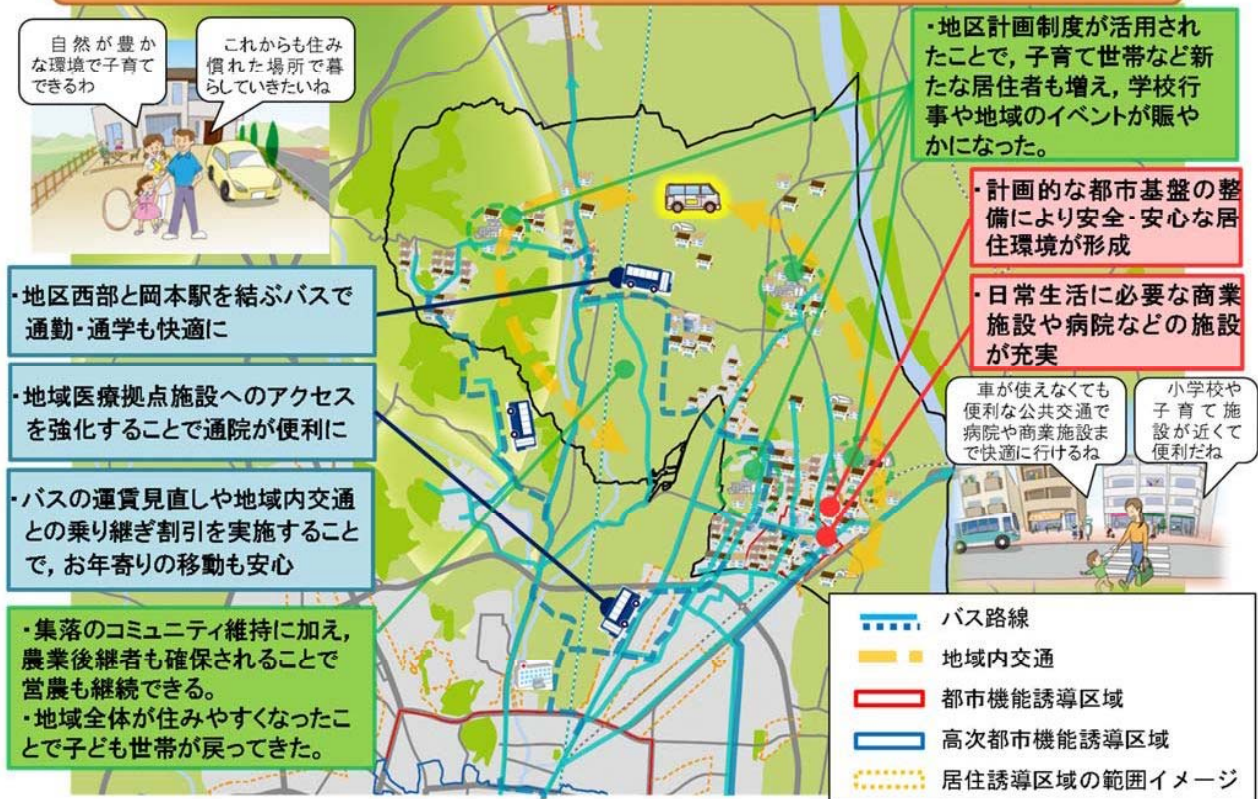 自然が豊か
な環境で子育て
できるわ
これからも住み
慣れた場所で暮
らしていきたいね
・地区計画制度が活用され
たことで,子育て世帯など新
たな居住者も増え,学校行
事や地域のイベントが賑や
かになった。
・計画的な都市基盤の整
備により安全・安心な居
住環境が形成
・日常生活に必要な商業
施設や病院などの施設
が充実
・地区西部と岡本駅を結ぶバスで
通勤・通学も快適に
・地域医療拠点施設へのアクセス
を強化することで通院が便利に
・バスの運賃見直しや地域内交通
との乗り継ぎ割引を実施すること
で,お年寄りの移動も安心
・集落のコミュニティ維持に加え,
農業後継者も確保されることで
営農も継続できる。
・地域全体が住みやすくなったこ
とで子ども世帯が戻ってきた。
車が使えなくても
便利な公共交通で
病院や商業施設ま
で快適に行けるね
小学校や
子育て施
設が近くて
便利だね
バス路線
地域内交通
都市機能誘導区域
高次都市機能誘導区域
居住誘導区域の範囲イメージ